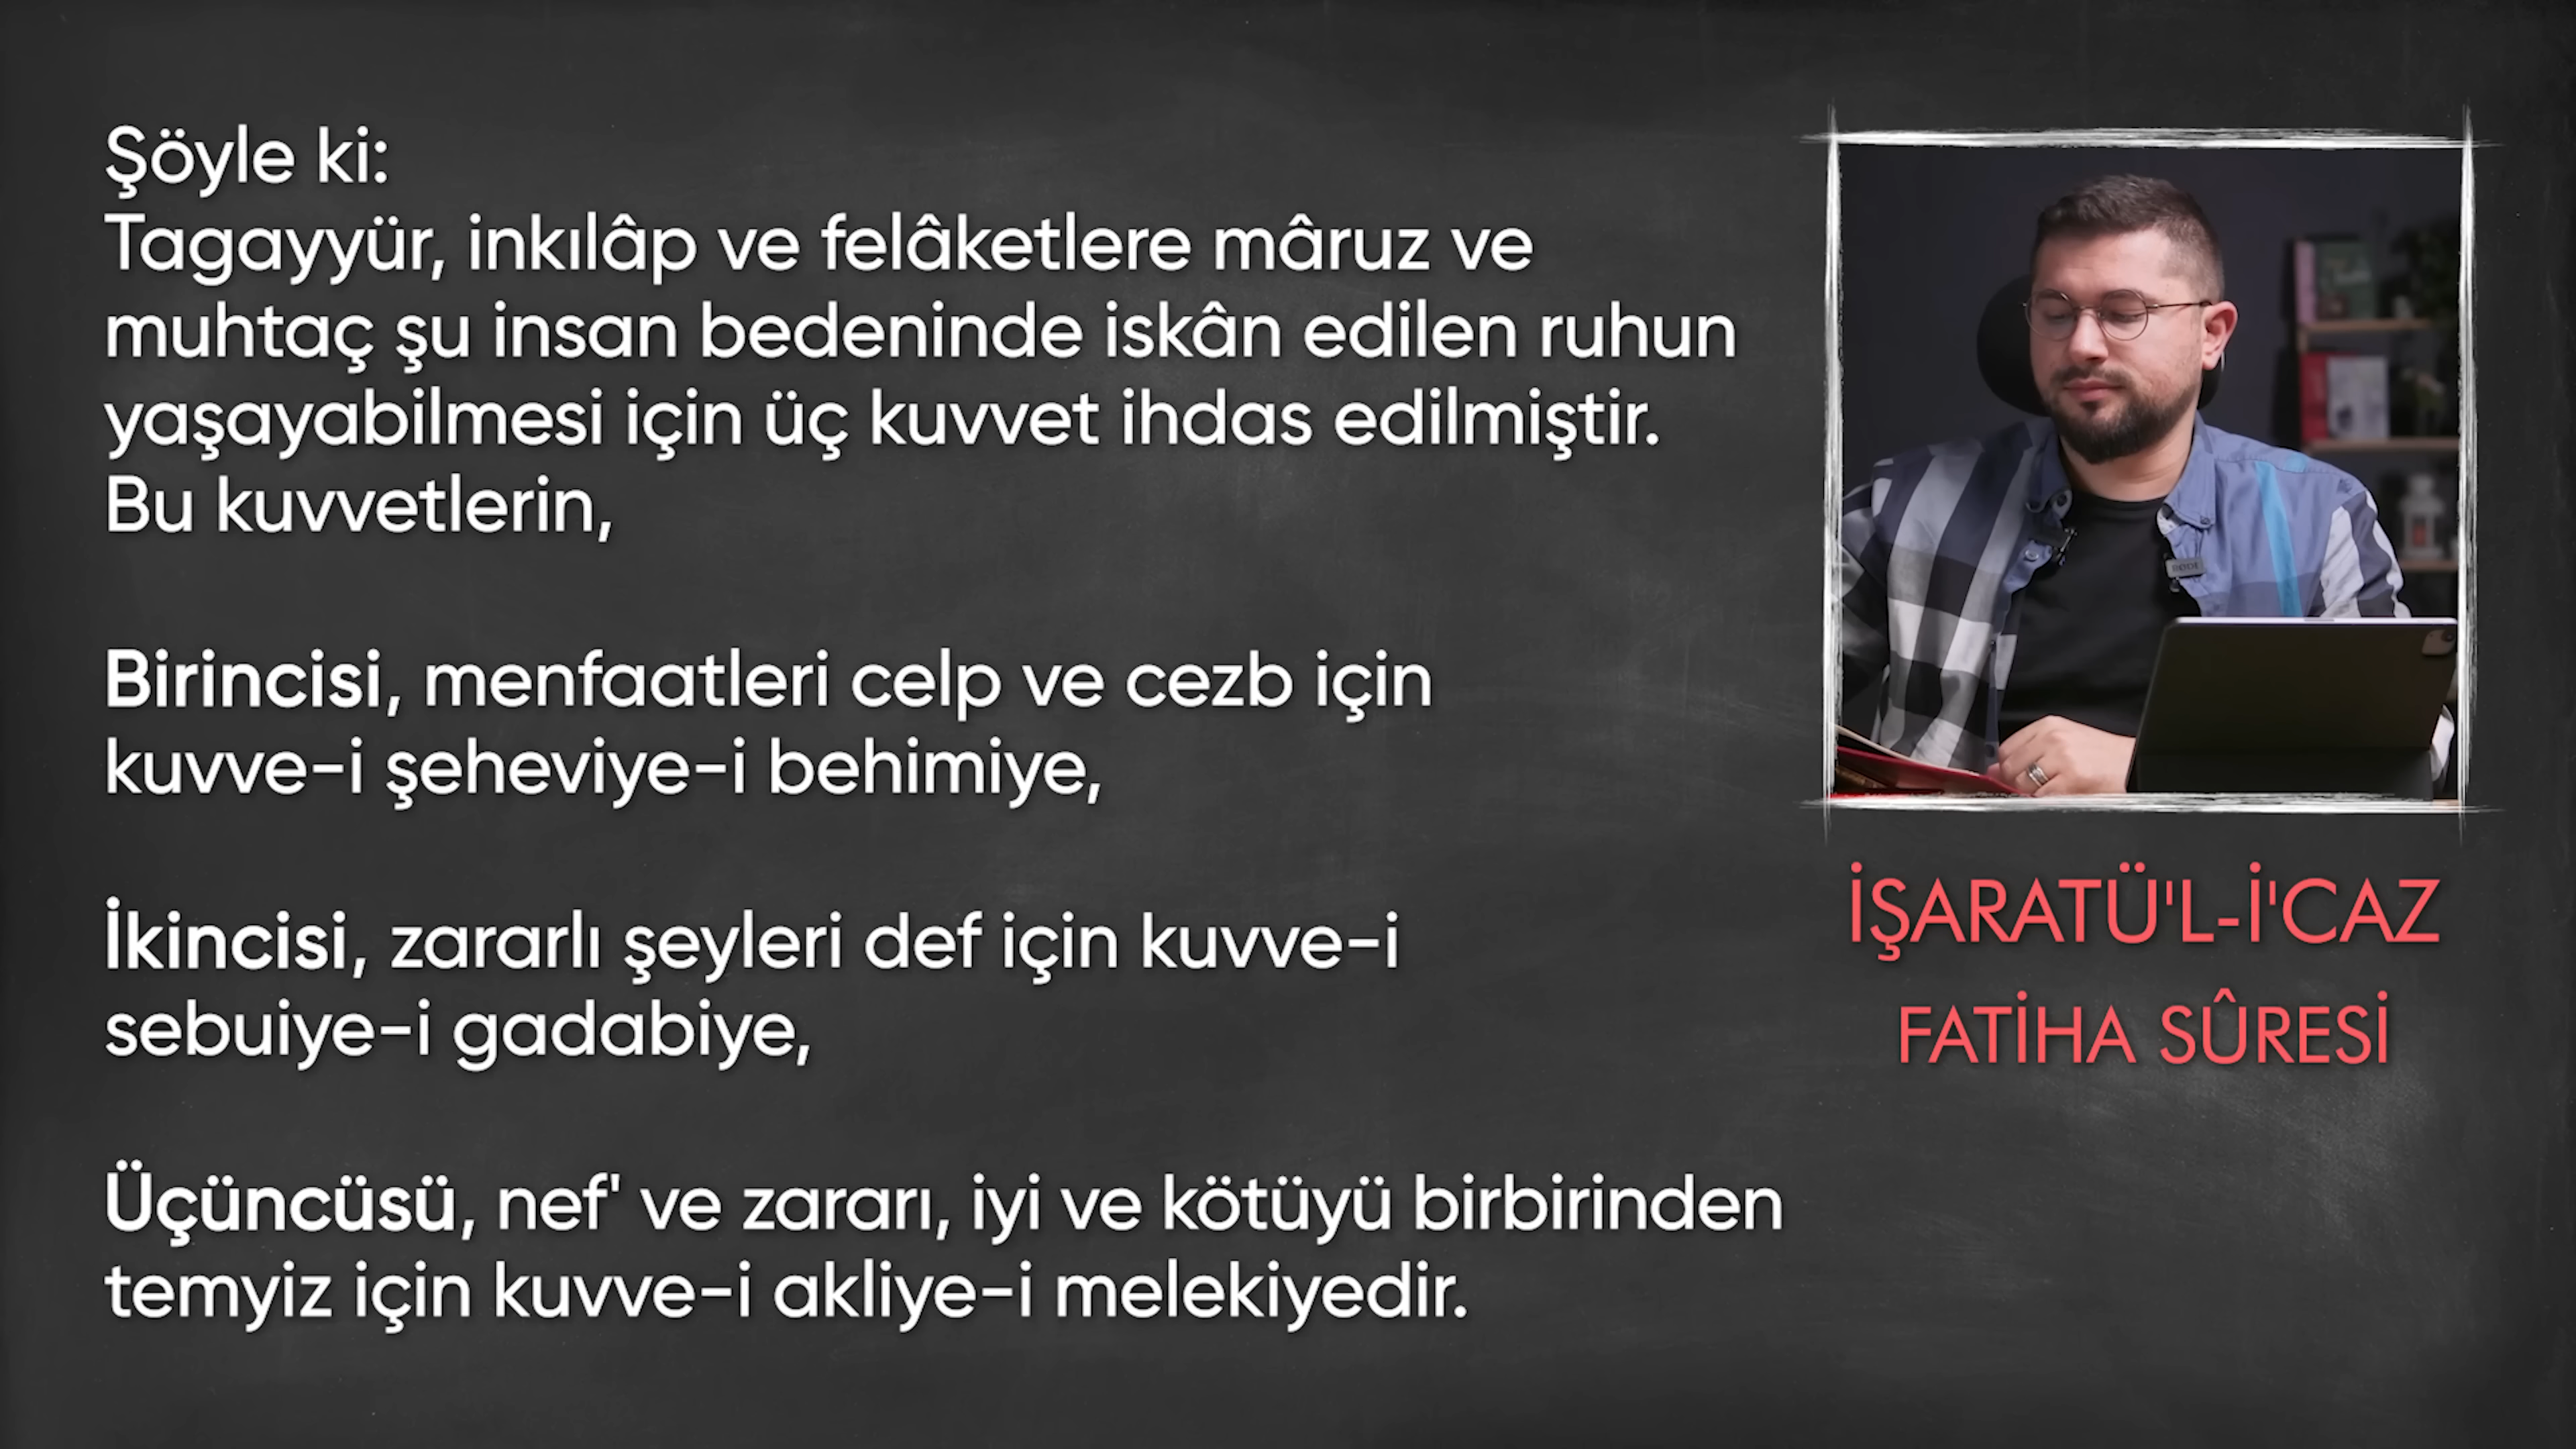 Şöyle ki:
Tagayyür, inkılâp ve felâketlere mâruz ve
muhtaç şu insan bedeninde iskân edilen ruhun
yaşayabilmesi için üç kuvvet ihdas edilmiştir.
Bu kuvvetlerin,
Birincisi, menfaatleri celp ve cezb için
kuvve-i şeheviye-i behimiye,
İkincisi, zararlı şeyleri def için kuvve-i
sebuiye-i gadabiye,
Üçüncüsü, nef' ve zararı, iyi ve kötüyü birbirinden
temyiz için kuvve-i akliye-i melekiyedir.
İŞARATÜ'L-İ'CAZ
FATİHA SÛRESİ